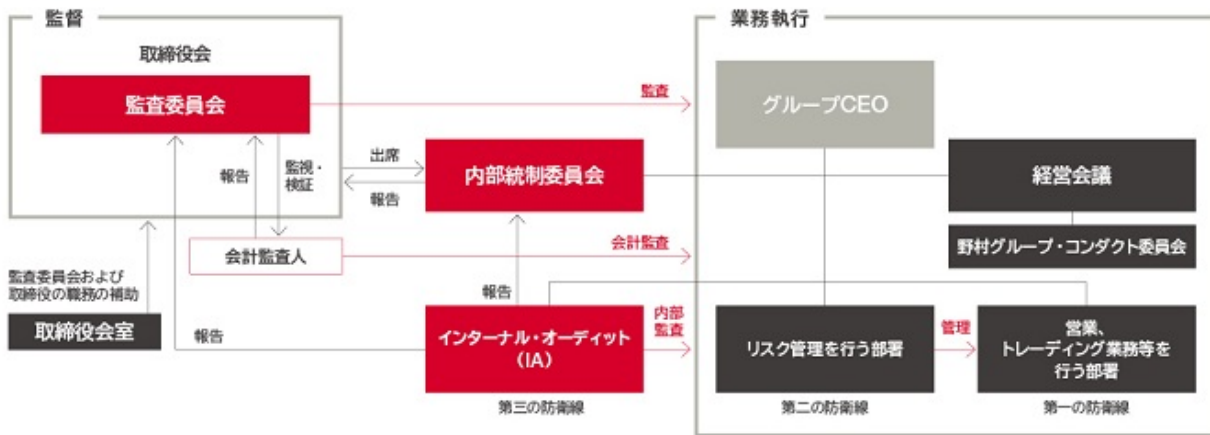 監督
業務執行
取締役会
監査委員会
監査
グループCEO
報告
監視・
検証
出席
報告
内部統制委員会
経営会議
会計監査人
会計監査
野村グループ・コンダクト委員会
監査委員会および
取締役の職務の補助
取締役会室
報告
報告
インターナル・オーディット
(IA)
内部
監査
リスク管理を行う部署
管理
営業、
トレーディング業務等を
行う部署
第三の防衛線
第二の防衛線
第一の防衛線